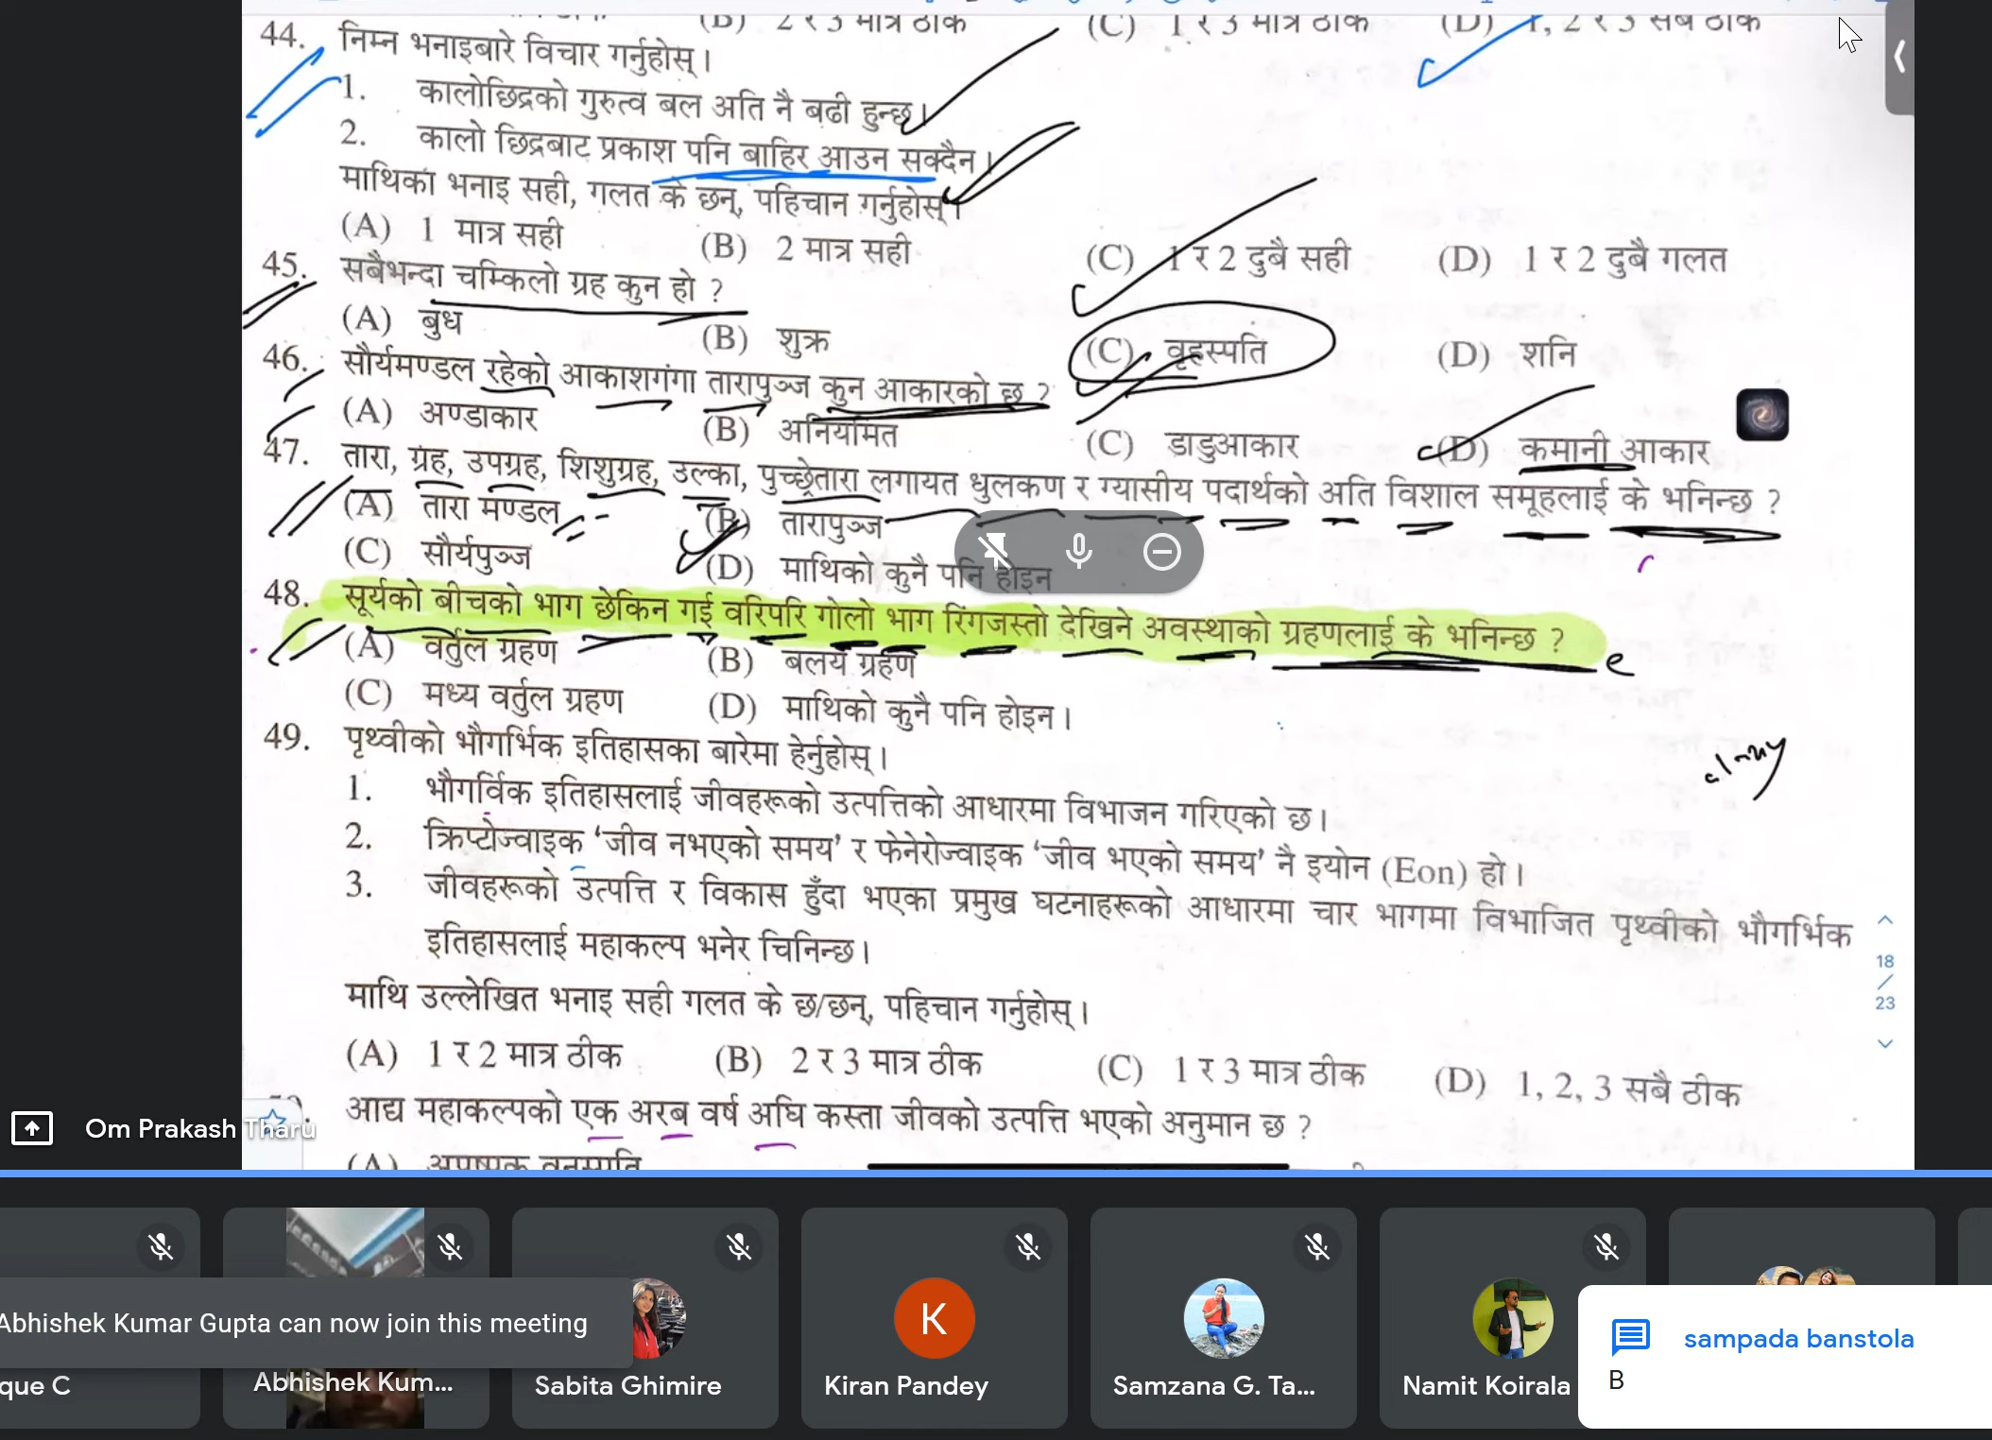 (B) 2 र 3 मात्र ठीक (C) 1 र 3 मात्र ठीक (D) 1, 2 र 3 सबै ठीक
44. निम्न भनाइबारे विचार गर्नुहोस् ।
1. कालोछिद्रको गुरुत्व बल अति नै बढी हुन्छ ।
2. कालो छिद्रबाट प्रकाश पनि बाहिर आउन सक्दैन ।
माथिका भनाइ सही, गलत के छन्, पहिचान गर्नुहोस् ।
(A) 1 मात्र सही (B) 2 मात्र सही (C) 1 र 2 दुबै सही (D) 1 र 2 दुबै गलत
45. सबैभन्दा चम्किलो ग्रह कुन हो ?
(A) बुध (B) शुक्र (C) वृहस्पति (D) शनि
46. सौर्यमण्डल रहेको आकाशगंगा तारापुञ्ज कुन आकारको छ ?
(A) अण्डाकार (B) अनियमित (C) डाडुआकार (D) कमानी आकार
47. तारा, ग्रह, उपग्रह, शिशुग्रह, उल्का, पुच्छ्रेतारा लगायत धुलकण र ग्यासीय पदार्थको अति विशाल समूहलाई के भनिन्छ ?
(A) तारा मण्डल (B) तारापुञ्ज
(C) सौर्यपुञ्ज (D) माथिको कुनै पनि होइन
48. सूर्यको बीचको भाग छेकिन गई वरिपरि गोलो भाग रिंगजस्तो देखिने अवस्थाको ग्रहणलाई के भनिन्छ ?
(A) वर्तुल ग्रहण (B) बलय ग्रहण
(C) मध्य वर्तुल ग्रहण (D) माथिको कुनै पनि होइन ।
49. पृथ्वीको भौगर्भिक इतिहासका बारेमा हेर्नुहोस् ।
1. भौगर्विक इतिहासलाई जीवहरूको उत्पत्तिको आधारमा विभाजन गरिएको छ ।
2. क्रिप्टोज्वाइक ‘जीव नभएको समय’ र फेनेरोज्वाइक ‘जीव भएको समय’ नै इयोन (Eon) हो ।
3. जीवहरूको उत्पत्ति र विकास हुँदा भएका प्रमुख घटनाहरूको आधारमा चार भागमा विभाजित पृथ्वीको भौगर्भिक
इतिहासलाई महाकल्प भनेर चिनिन्छ ।
माथि उल्लेखित भनाइ सही गलत के छ/छन्, पहिचान गर्नुहोस् ।
(A) 1 र 2 मात्र ठीक (B) 2 र 3 मात्र ठीक (C) 1 र 3 मात्र ठीक (D) 1, 2, 3 सबै ठीक
आद्य महाकल्पको एक अरब वर्ष अघि कस्ता जीवको उत्पत्ति भएको अनुमान छ ?
(A)
18
/
23
Om Prakash Tharu
Abhishek Kumar Gupta can now join this meeting
que C
Abhishek Kum...
Sabita Ghimire
K
Kiran Pandey
Samzana G. Ta...
Namit Koirala
sampada banstola
B